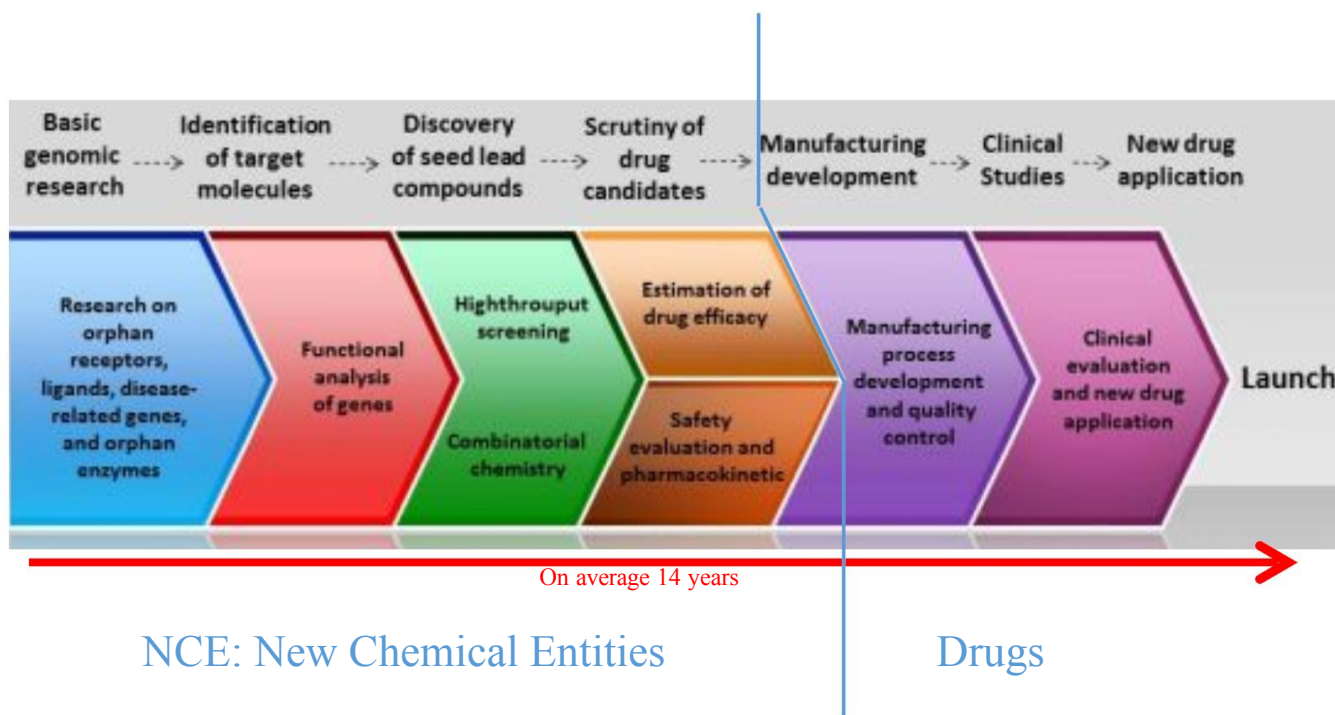 Basic
genomic
research
Identification
of target
molecules
Discovery
of seed lead
compounds
Scrutiny of
drug
candidates
Manufacturing
development
Clinical
Studies
New drug
application
Research on
orphan
receptors,
ligands, disease-
related genes,
and orphan
enzymes
Functional
analysis
of genes
Highthrouput
screening
Combinatorial
chemistry
Estimation of
drug efficacy
Safety
evaluation and
pharmacokinetic
Manufacturing
process
development
and quality
control
Clinical
evaluation
and new drug
application
Launch
On average 14 years
NCE: New Chemical Entities
Drugs